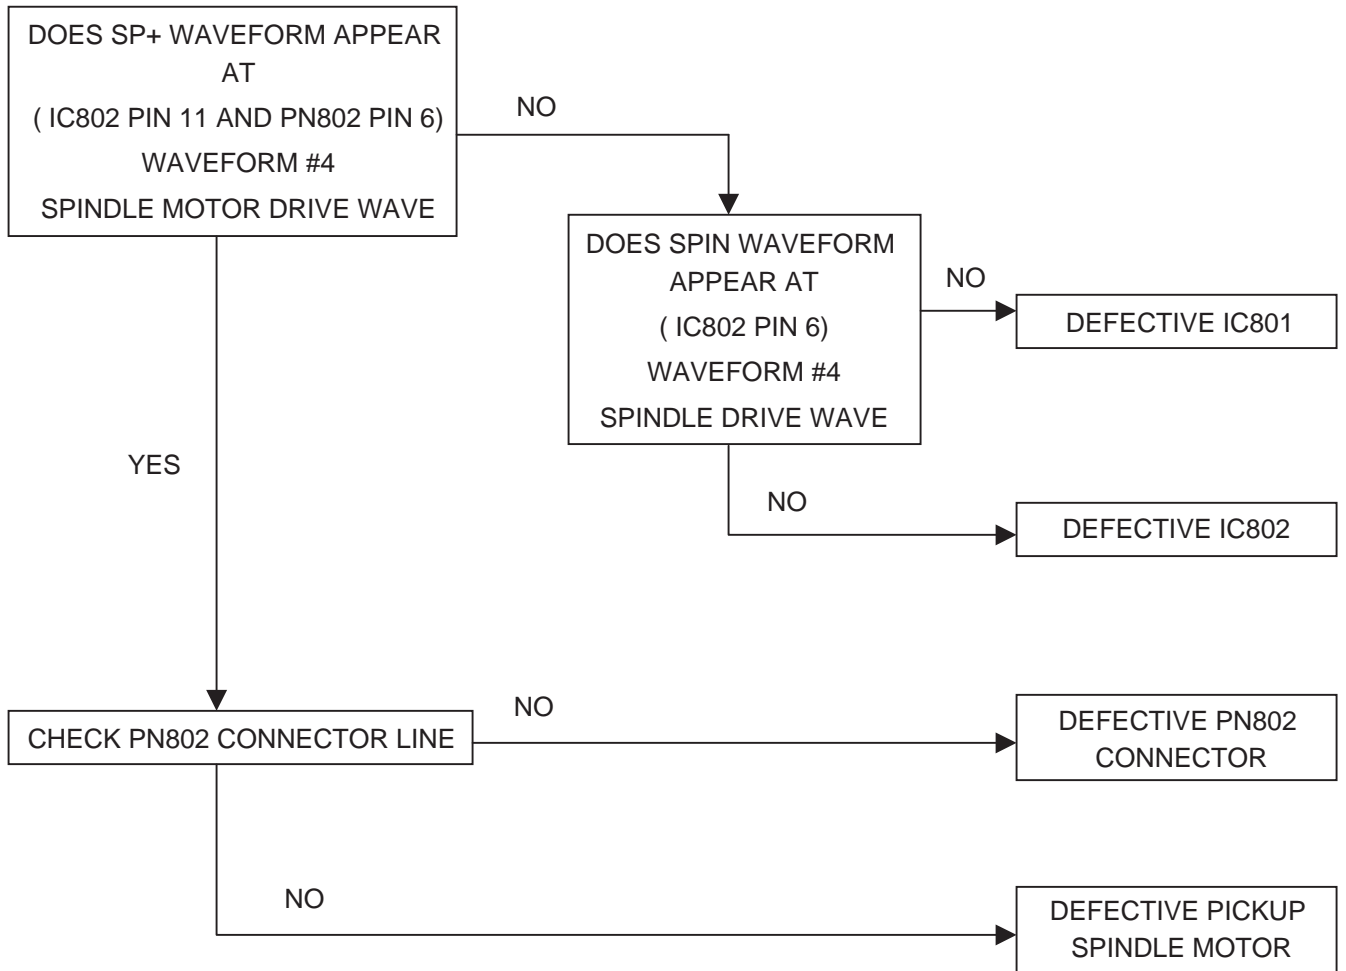 DOES SP+ WAVEFORM APPEAR
AT
( IC802 PIN 11 AND PN802 PIN 6)
WAVEFORM #4
SPINDLE MOTOR DRIVE WAVE
NO
DOES SPIN WAVEFORM
APPEAR AT
( IC802 PIN 6)
WAVEFORM #4
SPINDLE DRIVE WAVE
NO
DEFECTIVE IC801
YES
NO
DEFECTIVE IC802
CHECK PN802 CONNECTOR LINE
NO
DEFECTIVE PN802
CONNECTOR
NO
DEFECTIVE PICKUP
SPINDLE MOTOR